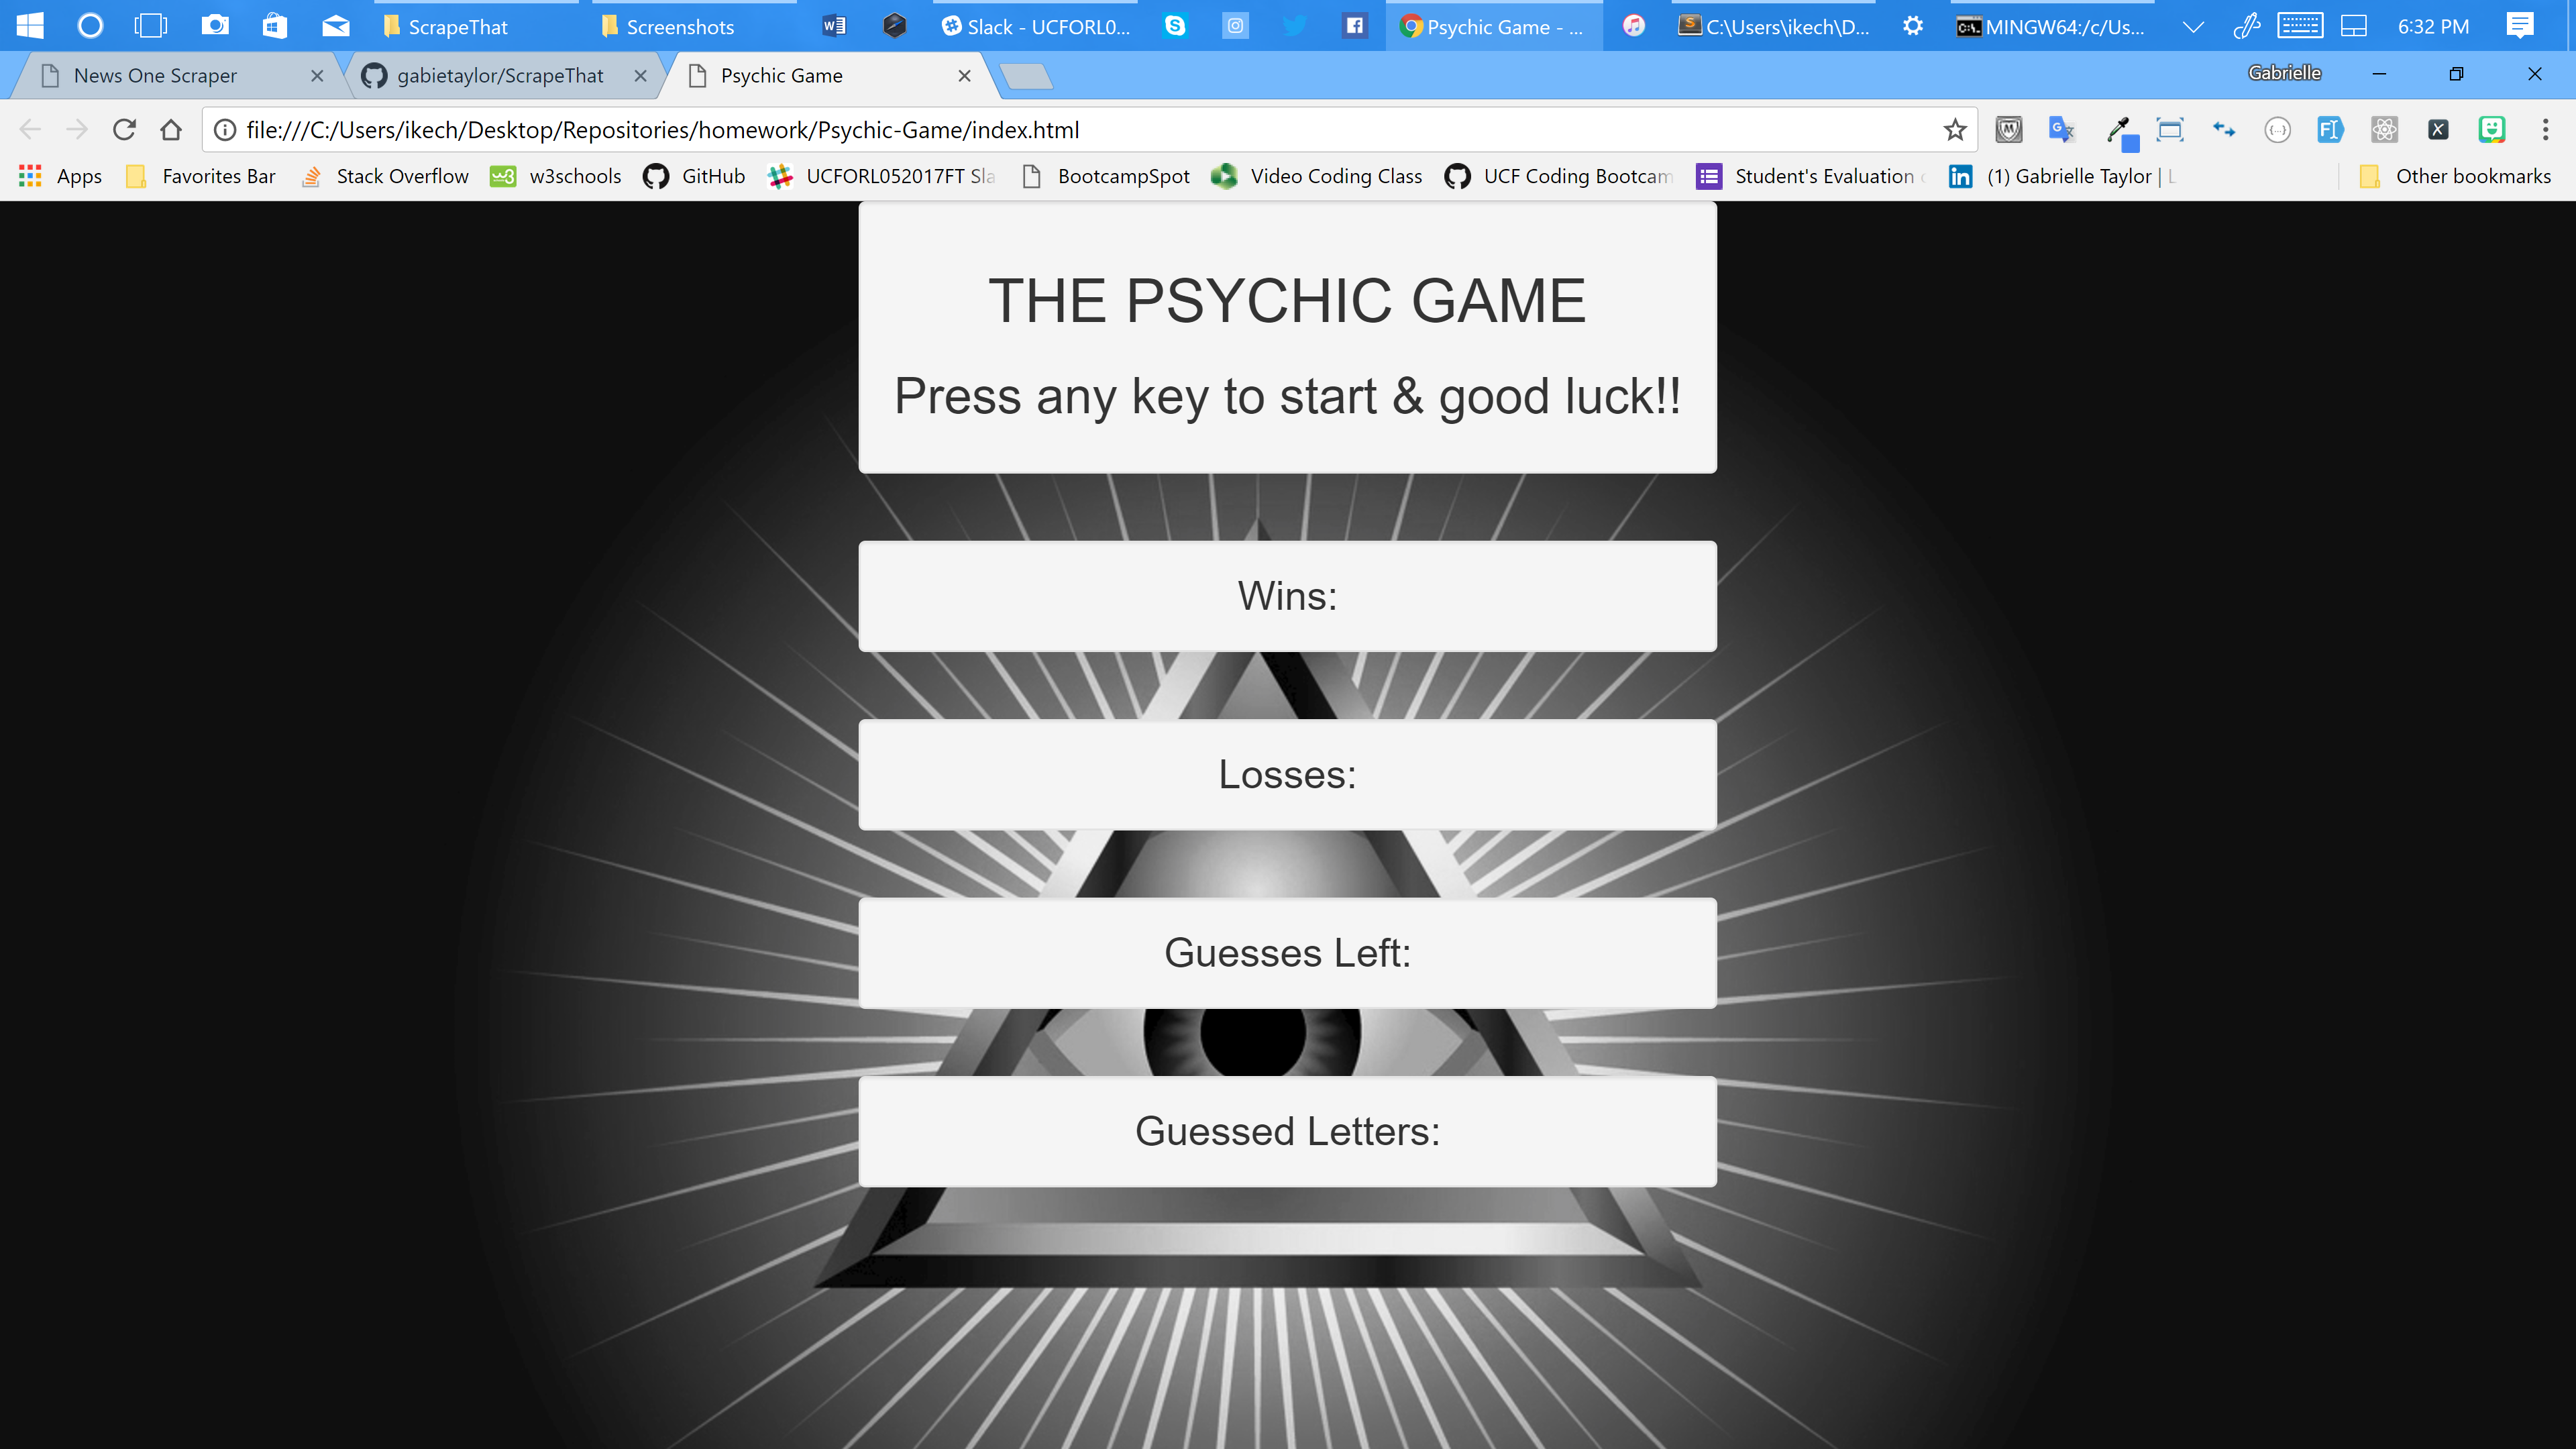 ScrapeThat Screenshots Slack - UCFORL0... Psychic Game - ... C:\Users\ikech\D... MINGW64:/c/Us... 6:32 PM
News One Scraper gabietaylor/ScrapeThat Psychic Game Gabrielle
file:///C:/Users/ikech/Desktop/Repositories/homework/Psychic-Game/index.html
Apps Favorites Bar Stack Overflow w3schools GitHub UCFORL052017FT Sla BootcampSpot Video Coding Class UCF Coding Bootcam Student's Evaluation (1) Gabrielle Taylor | L Other bookmarks
THE PSYCHIC GAME
Press any key to start & good luck!!
Wins:
Losses:
Guesses Left:
Guessed Letters: